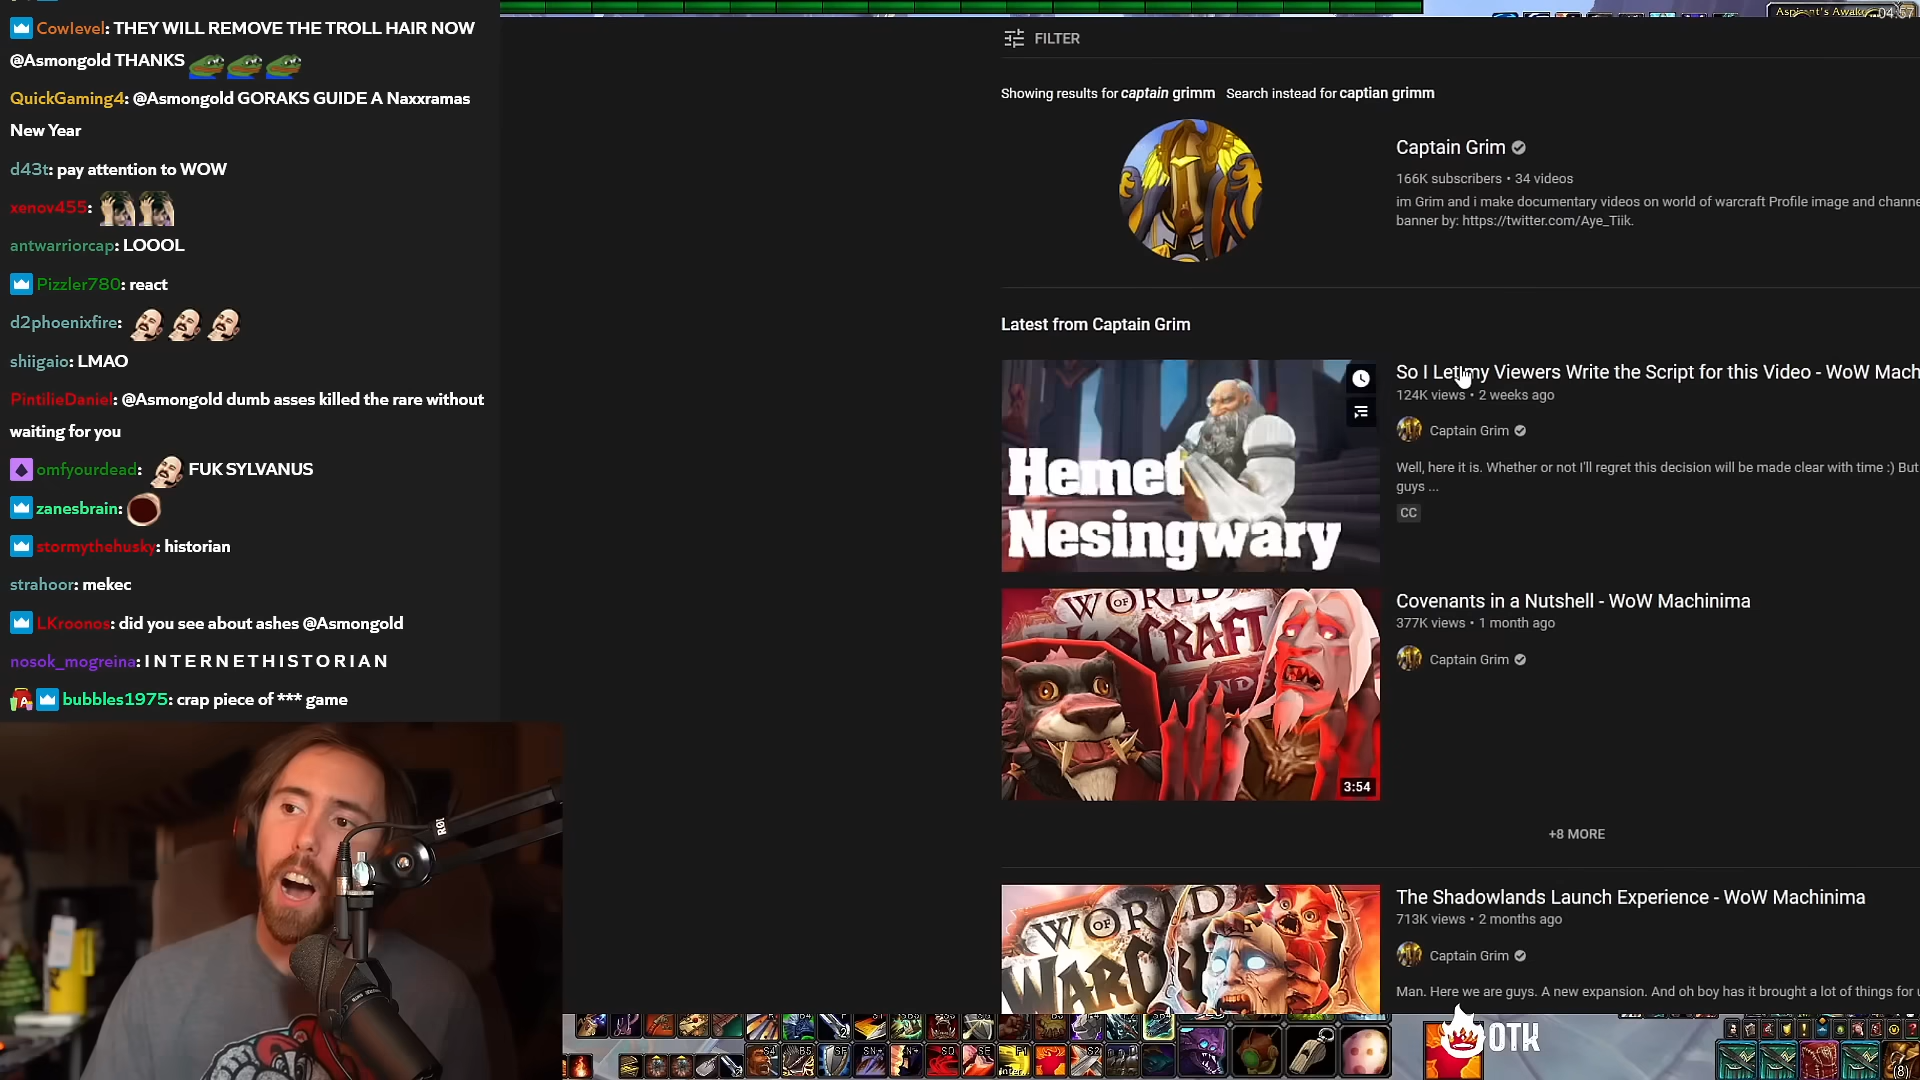 Cowlevel: THEY WILL REMOVE THE TROLL HAIR NOW
@Asmongold THANKS
QuickGaming4: @Asmongold GORAKS GUIDE A Naxxramas
New Year
d43t: pay attention to WOW
xenov455:
antwarriorcap: LOOOL
Pizzler780: react
d2phoenixfire:
shiigaio: LMAO
PintilieDaniel: @Asmongold dumb asses killed the rare without
waiting for you
omfyourdead: FUK SYLVANUS
zanesbrain:
stormythehusky: historian
strahoor: mekec
LKroonos: did you see about ashes @Asmongold
nosok_mogreina: I N T E R N E T H I S T O R I A N
bubbles1975: crap piece of *** game
Aspirant's
04:57
FILTER
Showing results for captain grimm Search instead for captian grimm
Captain Grim
166K subscribers • 34 videos
im Grim and i make documentary videos on world of warcraft Profile image and channe
banner by: https://twitter.com/Aye_Tiik.
Latest from Captain Grim
Hemet
Nesingwary
So I Let my Viewers Write the Script for this Video - WoW Mach
124K views • 2 weeks ago
Captain Grim
Well, here it is. Whether or not I'll regret this decision will be made clear with time :) But
guys ...
CC
WORLD
OF
3:54
Covenants in a Nutshell - WoW Machinima
377K views • 1 month ago
Captain Grim
+8 MORE
WORLD
OF
WARC
The Shadowlands Launch Experience - WoW Machinima
713K views • 2 months ago
Captain Grim
Man. Here we are guys. A new expansion. And oh boy has it brought a lot of things for u
OTK
(8)